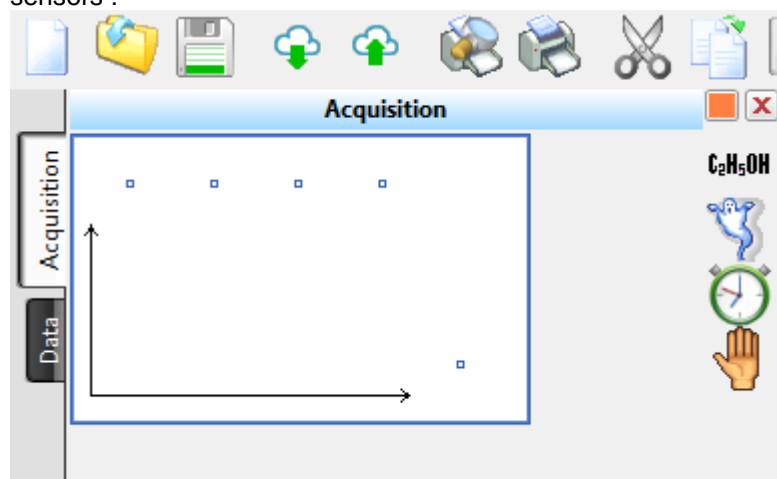 sensors :
Acquisition
C₂H₅OH
Acquisition
Data